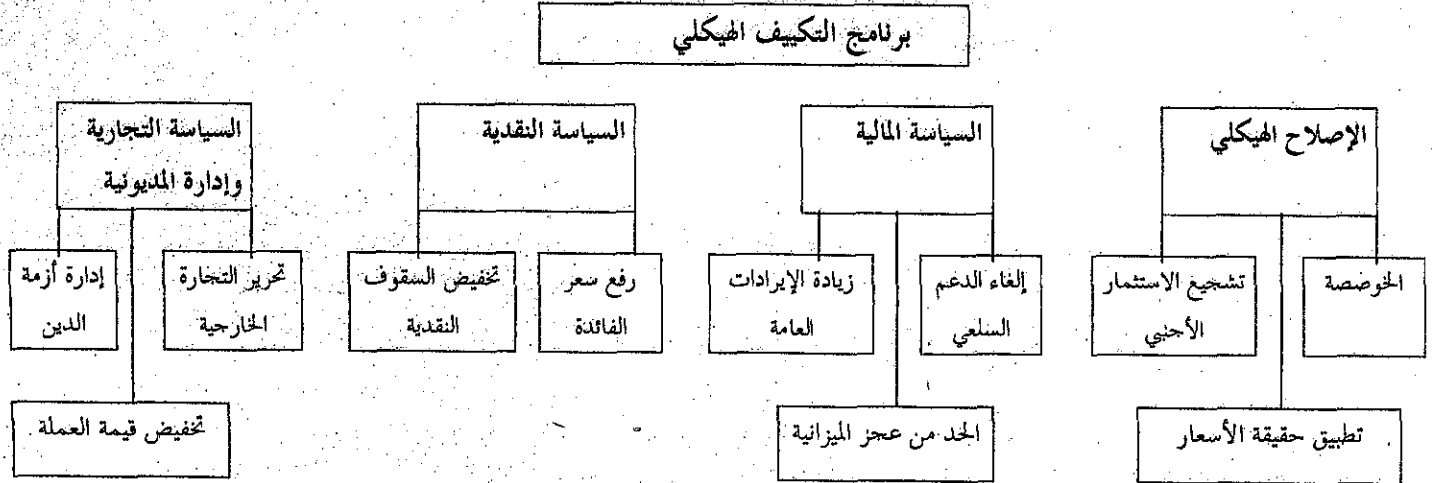 برنامج التكييف الهيكلي
الإصلاح الهيكلي
السياسة المالية
السياسة النقدية
السياسة التجارية
وإدارة المديونية
الخوصصة
تشجيع الاستثمار
الأجنبي
إلغاء الدعم
السلعي
زيادة الإيرادات
العامة
رفع سعر
الفائدة
تخفيض السقوف
النقدية
تحرير التجارة
الخارجية
إدارة أزمة
الدين
تطبيق حقيقة الأسعار
الحد من عجز الميزانية
تخفيض قيمة العملة